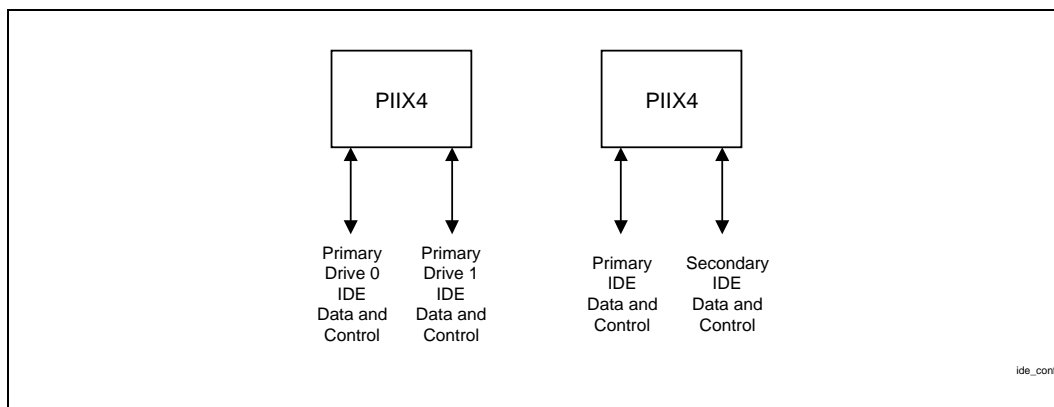 PIIX4
PIIX4
Primary
Drive 0
IDE
Data and
Control
Primary
Drive 1
IDE
Data and
Control
Primary
IDE
Data and
Control
Secondary
IDE
Data and
Control